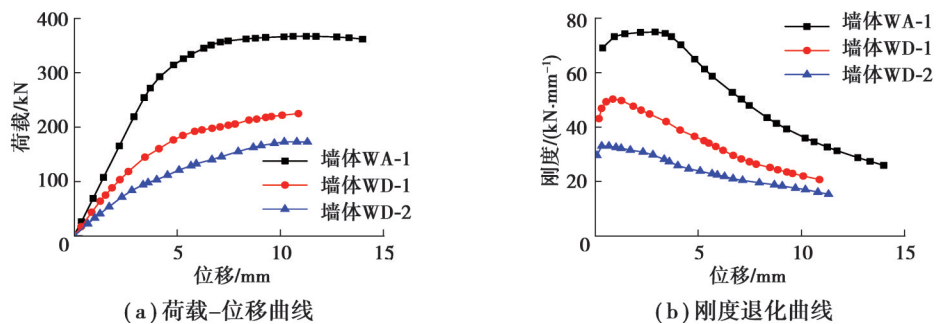 400
300
200
100
0
荷载/kN
5
10
15
位移/mm
墙体WA-1
墙体WD-1
墙体WD-2
(a)荷载–位移曲线
80
60
40
20
0
刚度/(kN·mm⁻¹)
5
10
15
位移/mm
墙体WA-1
墙体WD-1
墙体WD-2
(b)刚度退化曲线